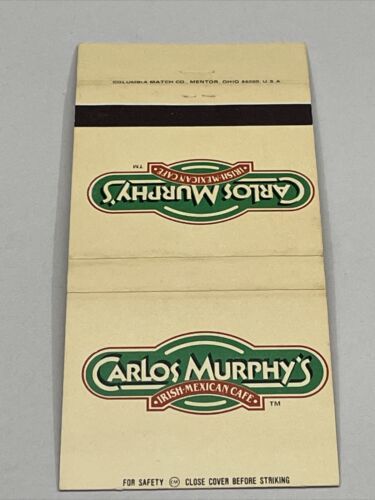 COLUMBIA MATCH CO., MENTOR, OHIO 44060, U.S.A.
TM
IRISH-MEXICAN CAFE
CARLOS MURPHY'S
CARLOS MURPHY'S
IRISH-MEXICAN CAFE
TM
FOR SAFETY CM CLOSE COVER BEFORE STRIKING